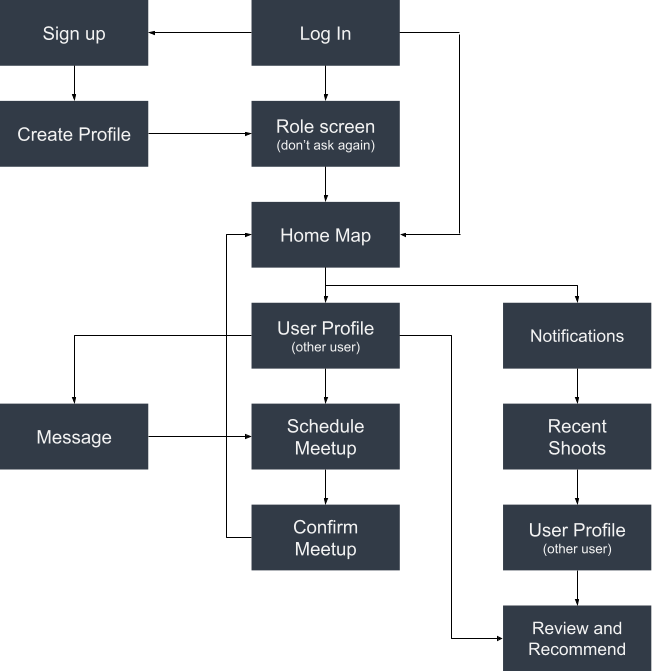 Sign up
Log In
Create Profile
Role screen
(don't ask again)
Home Map
User Profile
(other user)
Notifications
Message
Schedule
Meetup
Recent
Shoots
Confirm
Meetup
User Profile
(other user)
Review and
Recommend